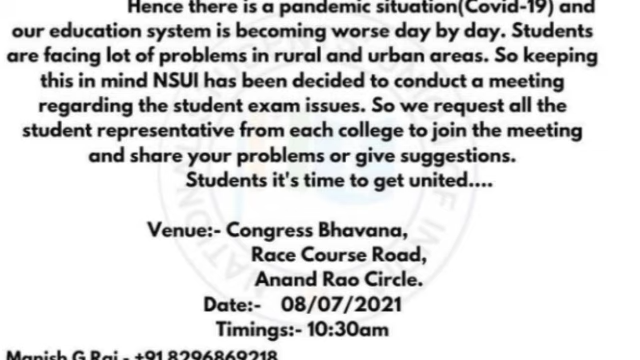 Hence there is a pandemic situation(Covid-19) and
our education system is becoming worse day by day. Students
are facing lot of problems in rural and urban areas. So keeping
this in mind NSUI has been decided to conduct a meeting
regarding the student exam issues. So we request all the
student representative from each college to join the meeting
and share your problems or give suggestions.
Students it's time to get united....
Venue:- Congress Bhavana,
Race Course Road,
Anand Rao Circle.
Date:- 08/07/2021
Timings:- 10:30am
Manish G Raj - +91 8296869218